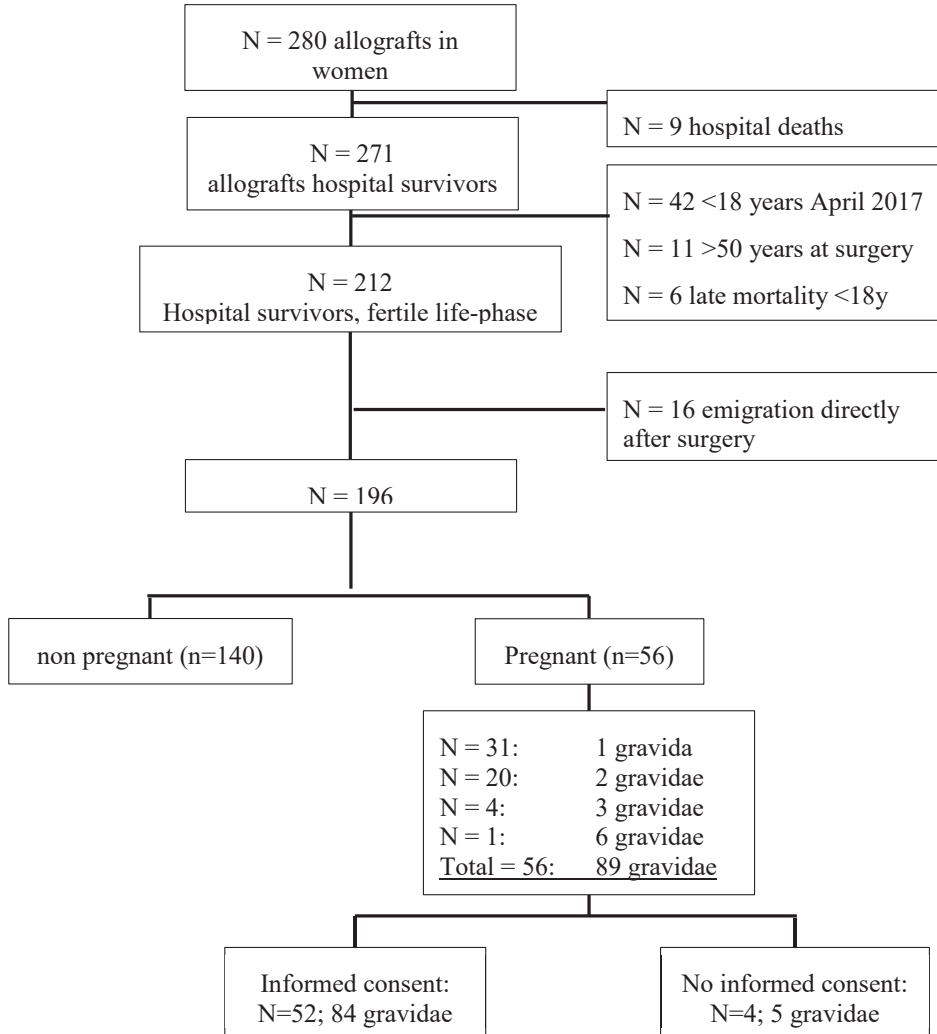 N = 280 allografts in
women
N = 9 hospital deaths
N = 271
allografts hospital survivors
N = 42 <18 years April 2017
N = 11 >50 years at surgery
N = 6 late mortality <18y
N = 212
Hospital survivors, fertile life-phase
N = 16 emigration directly
after surgery
N = 196
non pregnant (n=140)
Pregnant (n=56)
N = 31: 1 gravida
N = 20: 2 gravidae
N = 4: 3 gravidae
N = 1: 6 gravidae
Total = 56: 89 gravidae
Informed consent:
N=52; 84 gravidae
No informed consent:
N=4; 5 gravidae